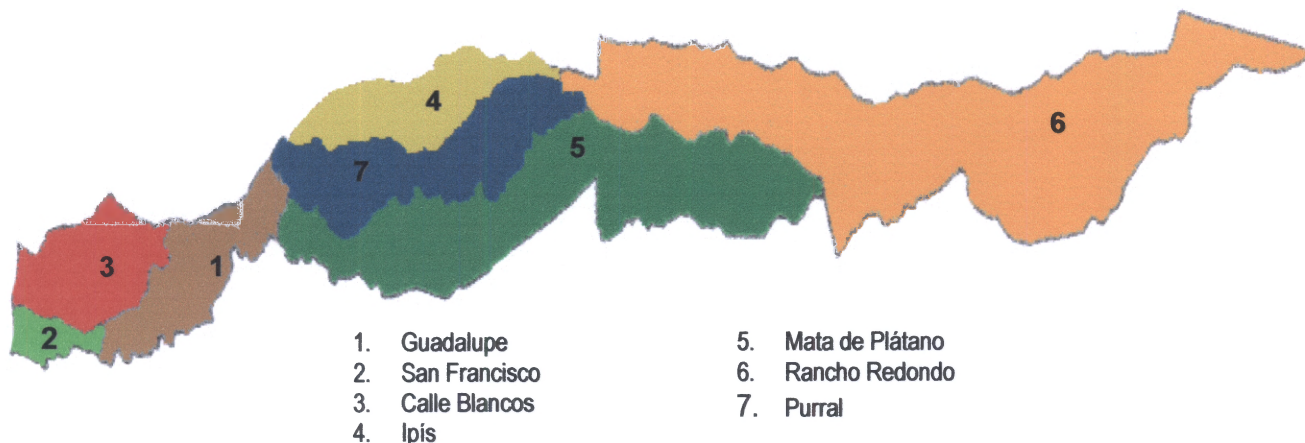 4
6
5
7
3
1
2
1. Guadalupe
2. San Francisco
3. Calle Blancos
4. Ipís
5. Mata de Plátano
6. Rancho Redondo
7. Purral